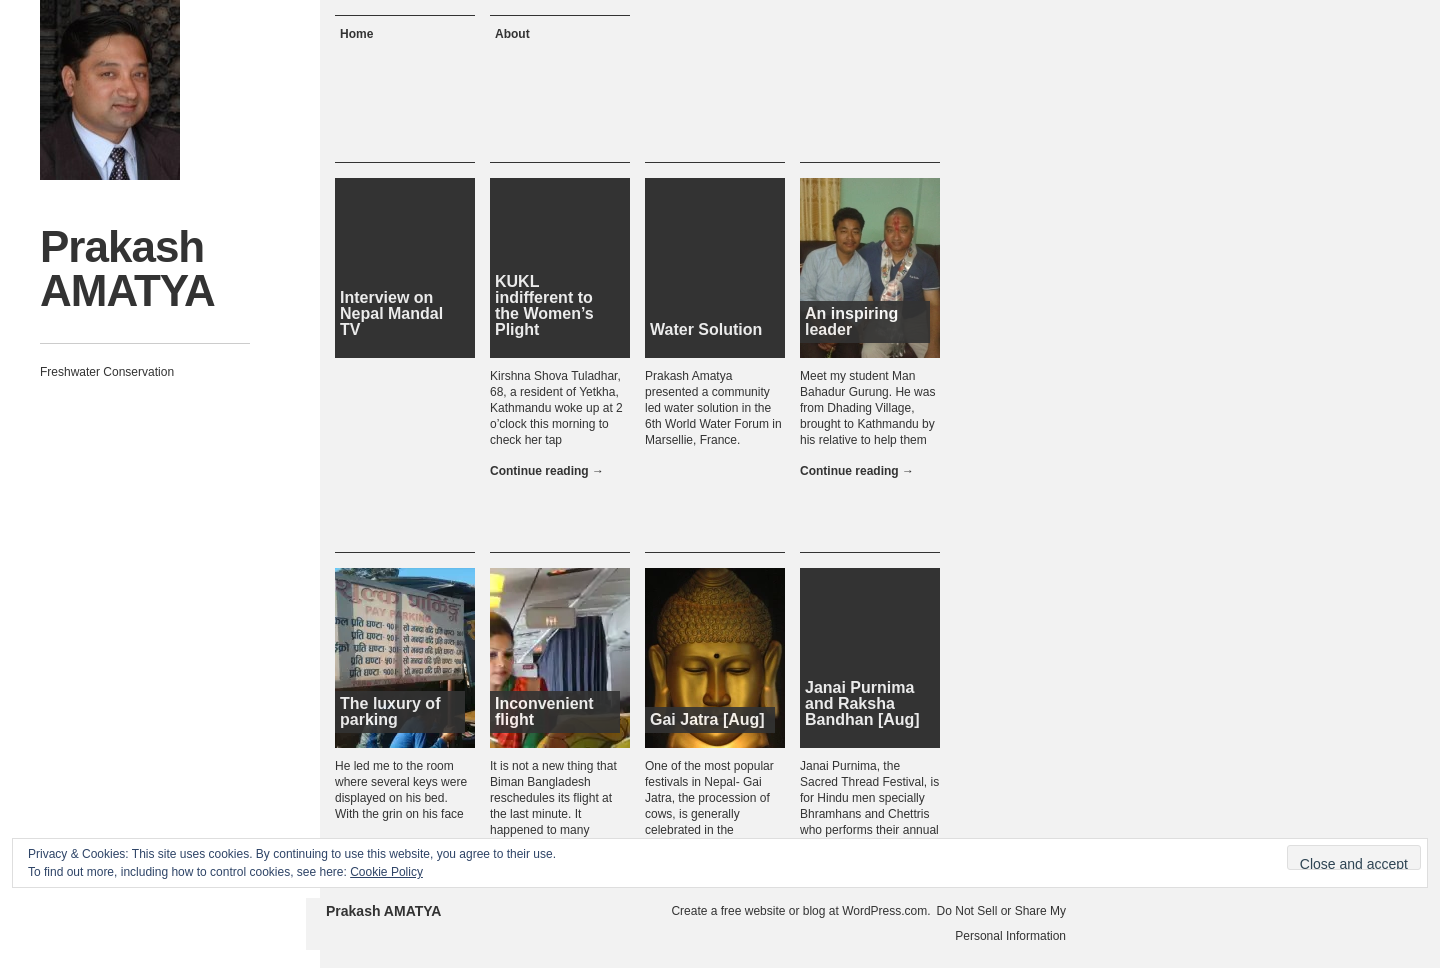 Home
About
Prakash
AMATYA
Freshwater Conservation
Interview on
Nepal Mandal
TV
KUKL
indifferent to
the Women's
Plight
Kirshna Shova Tuladhar,
68, a resident of Yetkha,
Kathmandu woke up at 2
o'clock this morning to
check her tap
Continue reading →
Water Solution
Prakash Amatya
presented a community
led water solution in the
6th World Water Forum in
Marsellie, France.
An inspiring
leader
Meet my student Man
Bahadur Gurung. He was
from Dhading Village,
brought to Kathmandu by
his relative to help them
Continue reading →
शुल्क पार्किङ्ग
PAY PARKING
The luxury of
parking
He led me to the room
where several keys were
displayed on his bed.
With the grin on his face
Inconvenient
flight
It is not a new thing that
Biman Bangladesh
reschedules its flight at
the last minute. It
happened to many
Gai Jatra [Aug]
One of the most popular
festivals in Nepal- Gai
Jatra, the procession of
cows, is generally
celebrated in the
Janai Purnima
and Raksha
Bandhan [Aug]
Janai Purnima, the
Sacred Thread Festival, is
for Hindu men specially
Bhramhans and Chettris
who performs their annual
Privacy & Cookies: This site uses cookies. By continuing to use this website, you agree to their use.
To find out more, including how to control cookies, see here: Cookie Policy
Close and accept
Prakash AMATYA
Create a free website or blog at WordPress.com. Do Not Sell or Share My
Personal Information